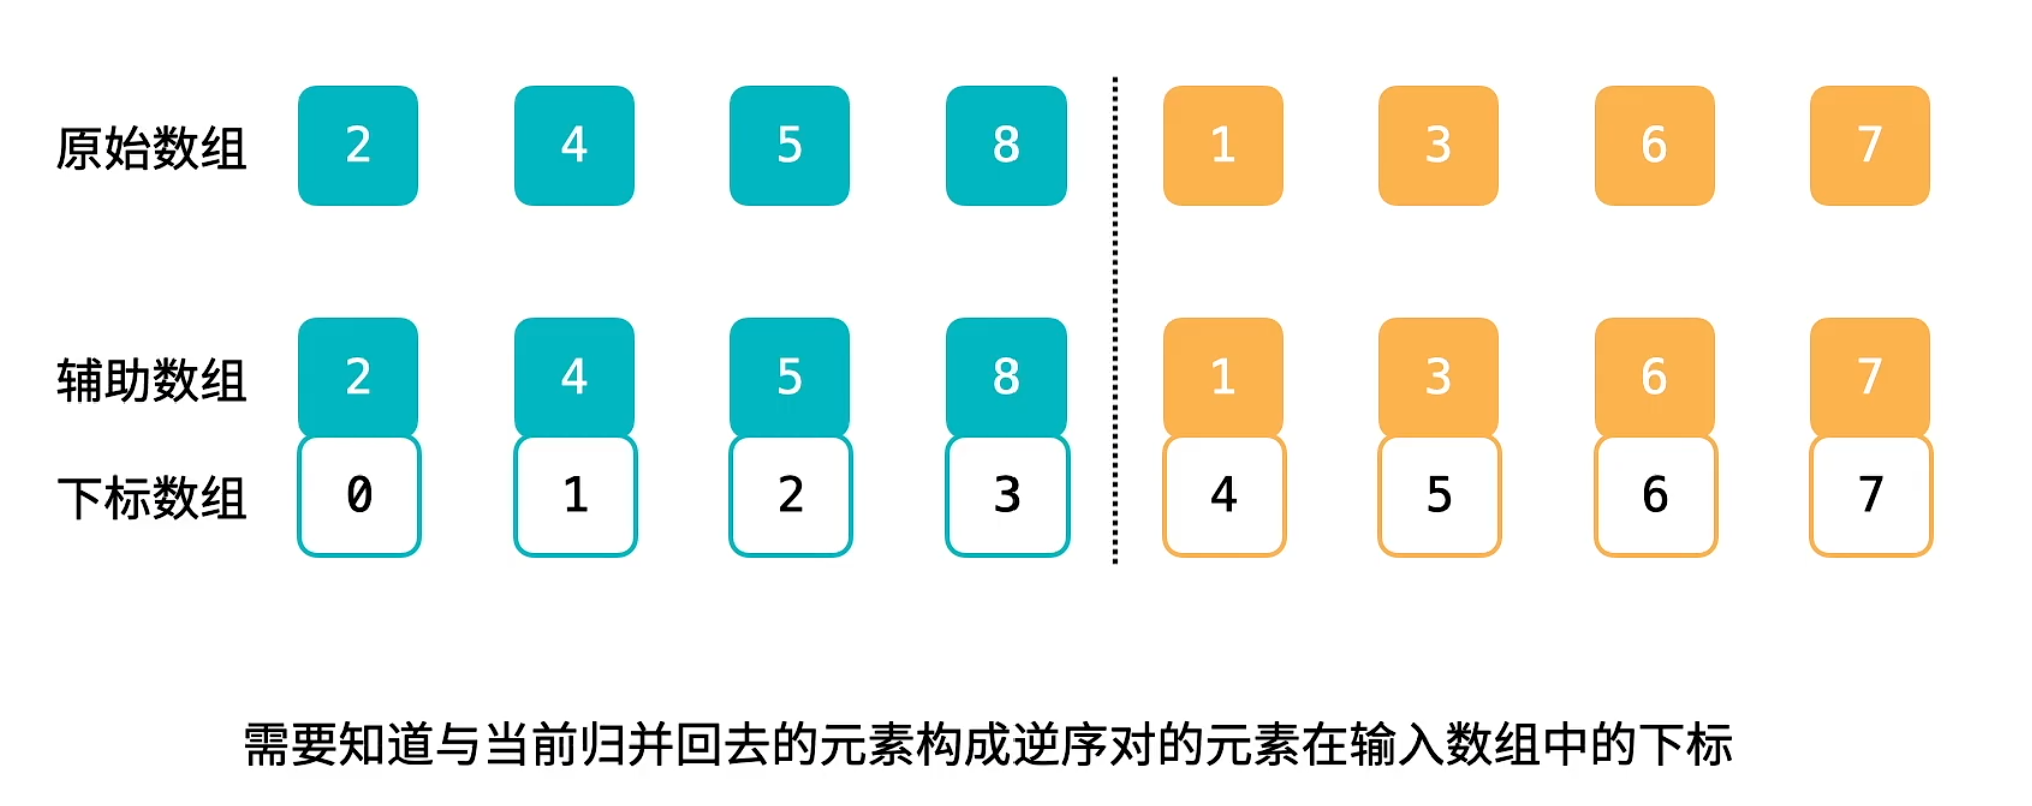 原始数组 2 4 5 8 1 3 6 7
辅助数组 2 4 5 8 1 3 6 7
下标数组 0 1 2 3 4 5 6 7
需要知道与当前归并回去的元素构成逆序对的元素在输入数组中的下标